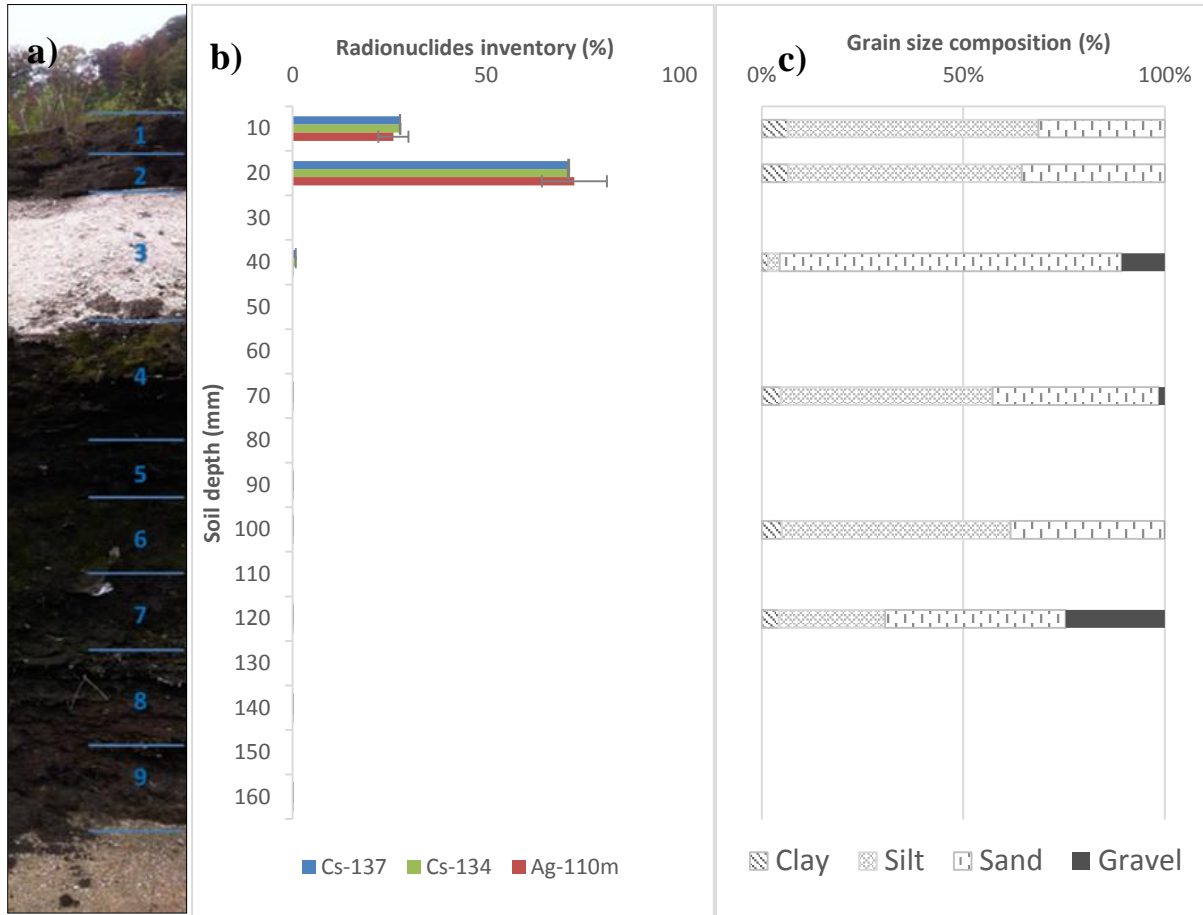 a)
1
2
3
4
5
6
7
8
9
b)
Radionuclides inventory (%)
0 50 100
Soil depth (mm)
10
20
30
40
50
60
70
80
90
100
110
120
130
140
150
160
Cs-137 Cs-134 Ag-110m
c)
Grain size composition (%)
0% 50% 100%
Clay Silt Sand Gravel